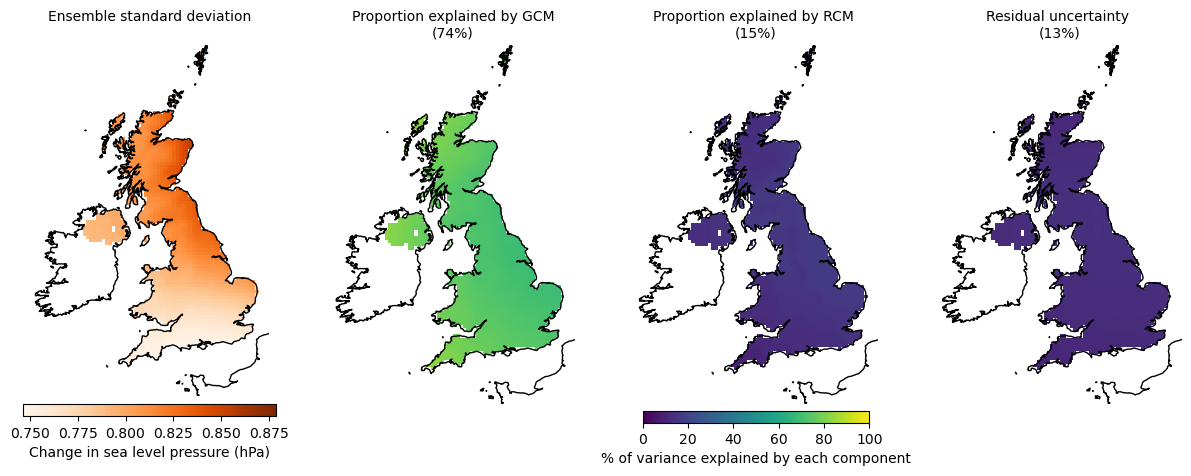 Ensemble standard deviation
Proportion explained by GCM
(74%)
Proportion explained by RCM
(15%)
Residual uncertainty
(13%)
0.750 0.775 0.800 0.825 0.850 0.875
Change in sea level pressure (hPa)
0 20 40 60 80 100
% of variance explained by each component